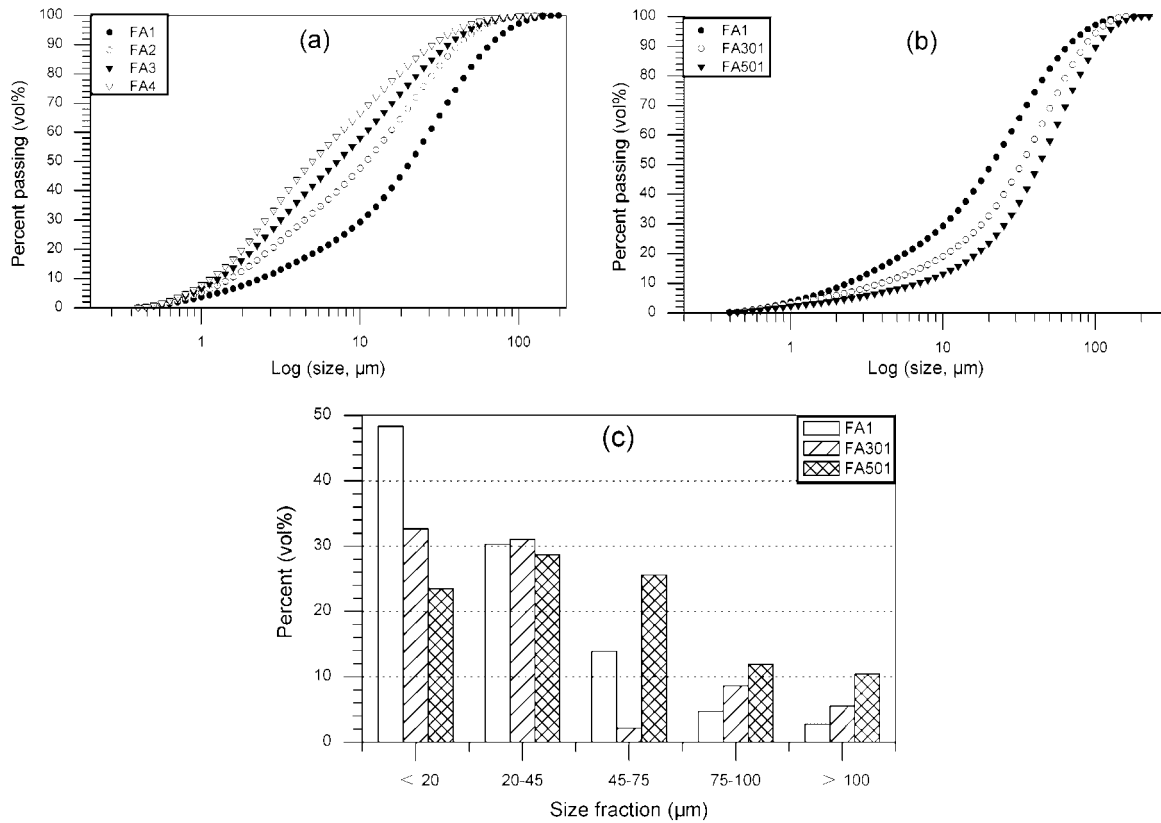 (a)
FA1
FA2
FA3
FA4
Percent passing (vol%)
100
90
80
70
60
50
40
30
20
10
0
1 10 100
Log (size, µm)
(b)
FA1
FA301
FA501
Percent passing (vol%)
100
90
80
70
60
50
40
30
20
10
0
1 10 100
Log (size, µm)
(c)
FA1
FA301
FA501
Percent (vol%)
50
40
30
20
10
0
< 20 20-45 45-75 75-100 > 100
Size fraction (µm)